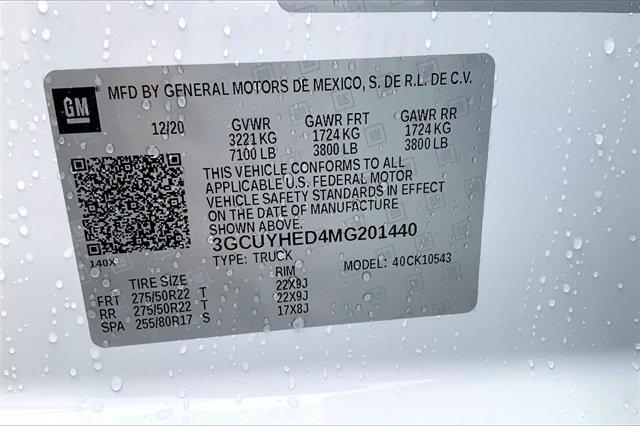 GM
MFD BY GENERAL MOTORS DE MEXICO, S. DE R.L. DE C.V.
12/20 GVWR GAWR FRT GAWR RR
3221 KG 1724 KG 1724 KG
7100 LB 3800 LB 3800 LB
THIS VEHICLE CONFORMS TO ALL
APPLICABLE U.S. FEDERAL MOTOR
VEHICLE SAFETY STANDARDS IN EFFECT
ON THE DATE OF MANUFACTURE
SHOWN ABOVE.
3GCUYHED4MG201440
140X TYPE: TRUCK MODEL: 40CK10543
TIRE SIZE RIM
FRT 275/50R22 T 22X9J
RR 275/50R22 T 22X9J
SPA 255/80R17 S 17X8J